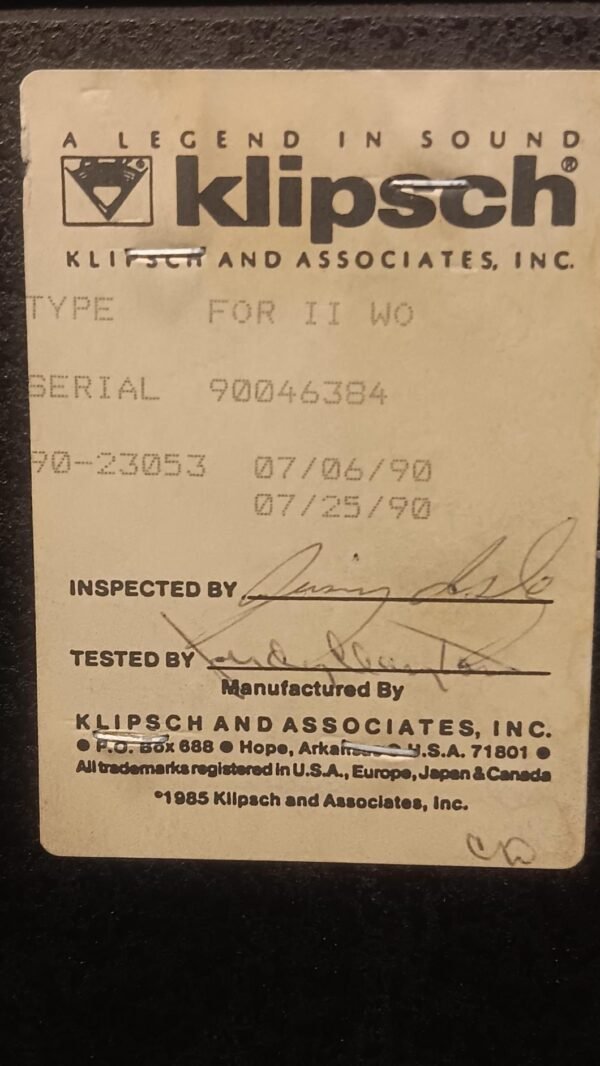 A LEGEND IN SOUND
klipsch®
KLIPSCH AND ASSOCIATES, INC.
TYPE FOR II WO
SERIAL 90046384
90-23053 07/06/90
07/25/90
INSPECTED BY
TESTED BY
Manufactured By
KLIPSCH AND ASSOCIATES, INC.
● P.O. Box 688 ● Hope, Arkansas ● U.S.A. 71801 ●
All trademarks registered in U.S.A., Europe, Japan & Canada
©1985 Klipsch and Associates, Inc.